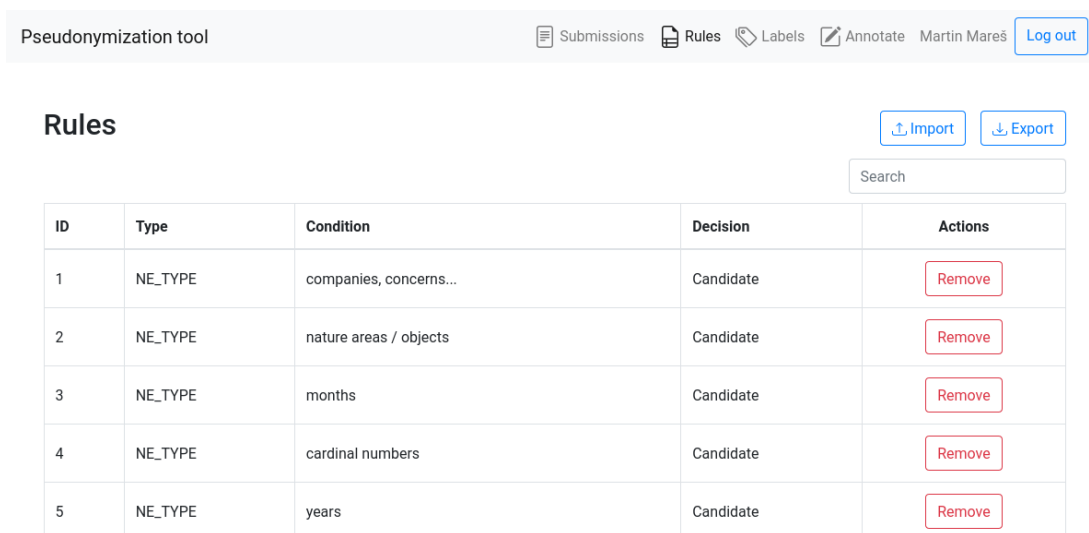 Pseudonymization tool Submissions Rules Labels Annotate Martin Mareš Log out
Rules Import Export
Search
ID Type Condition Decision Actions
1 NE_TYPE companies, concerns... Candidate Remove
2 NE_TYPE nature areas / objects Candidate Remove
3 NE_TYPE months Candidate Remove
4 NE_TYPE cardinal numbers Candidate Remove
5 NE_TYPE years Candidate Remove